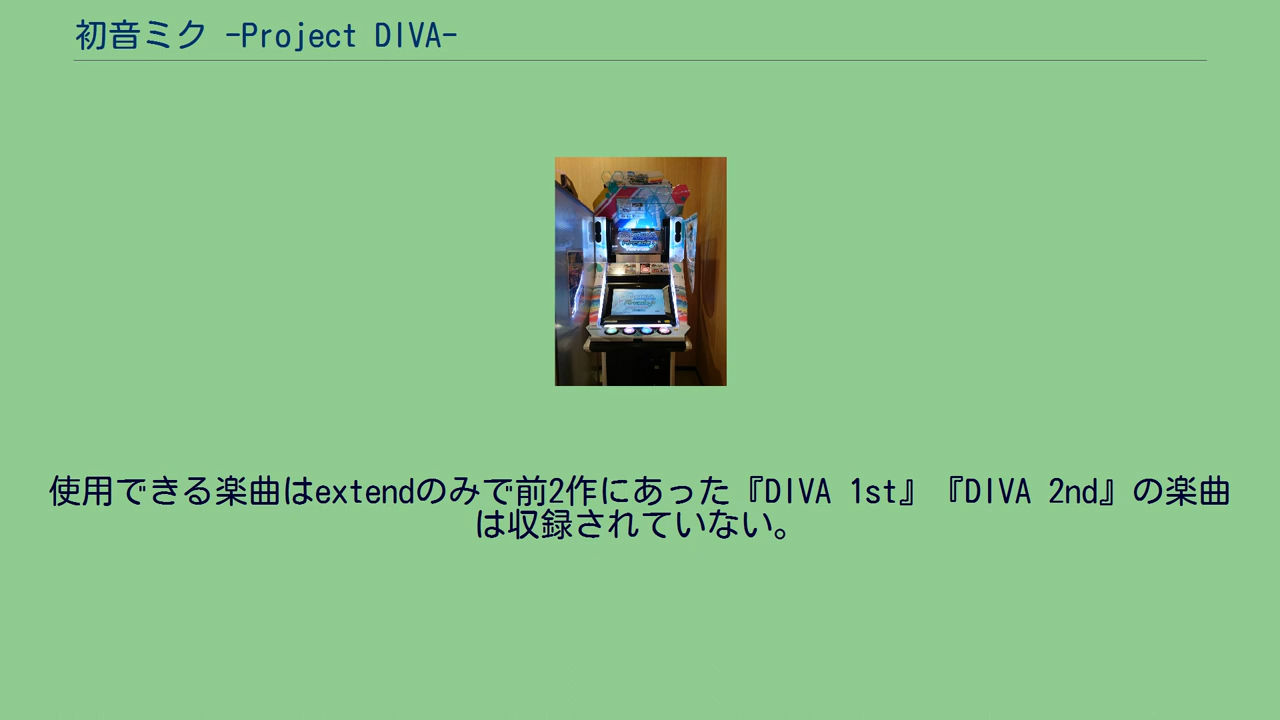 初音ミク -Project DIVA-
使用できる楽曲はextendのみで前2作にあった『DIVA 1st』『DIVA 2nd』の楽曲
は収録されていない。